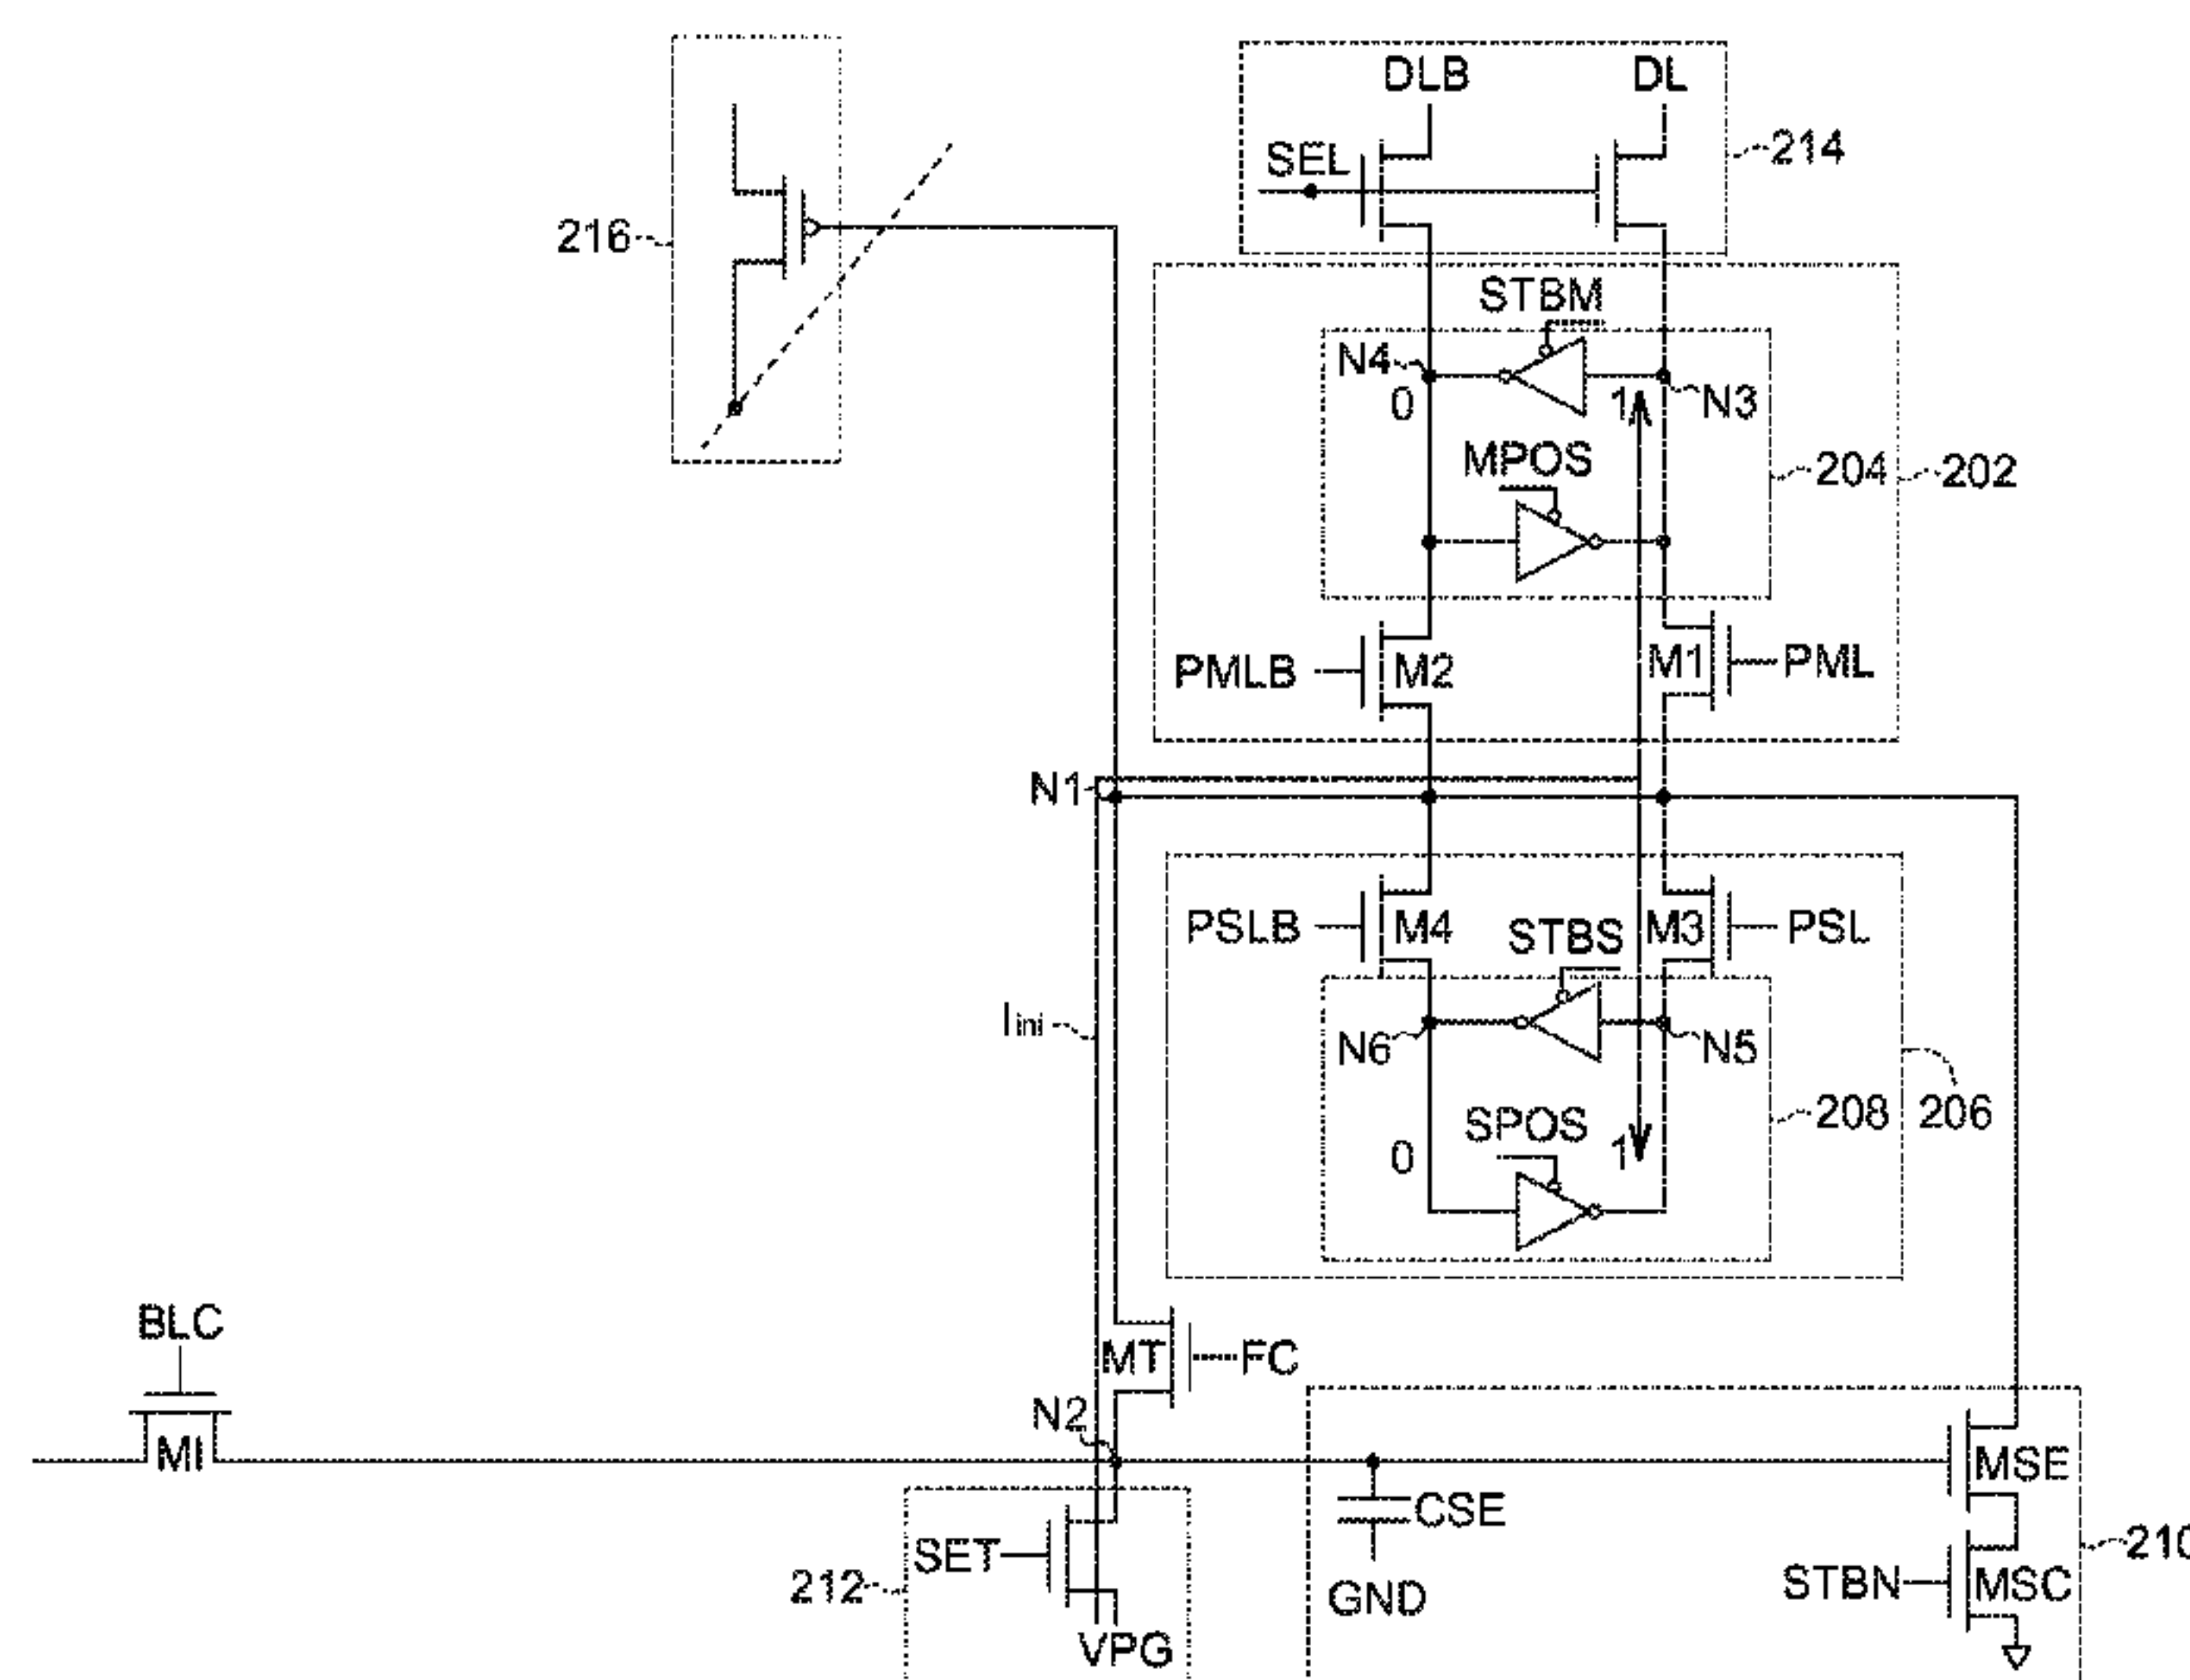 DLB DL
SEL
214
216
STBM
N4
0
1
N3
MPOS
204
202
PMLB
M2
M1
PML
N1
PSLB
M4
STBS
M3
PSL
Iini
N6
N5
SPOS
208
206
0
1
BLC
MT
FC
N2
MI
MSE
CSE
SET
212
GND
STBN
MSC
210
VPG